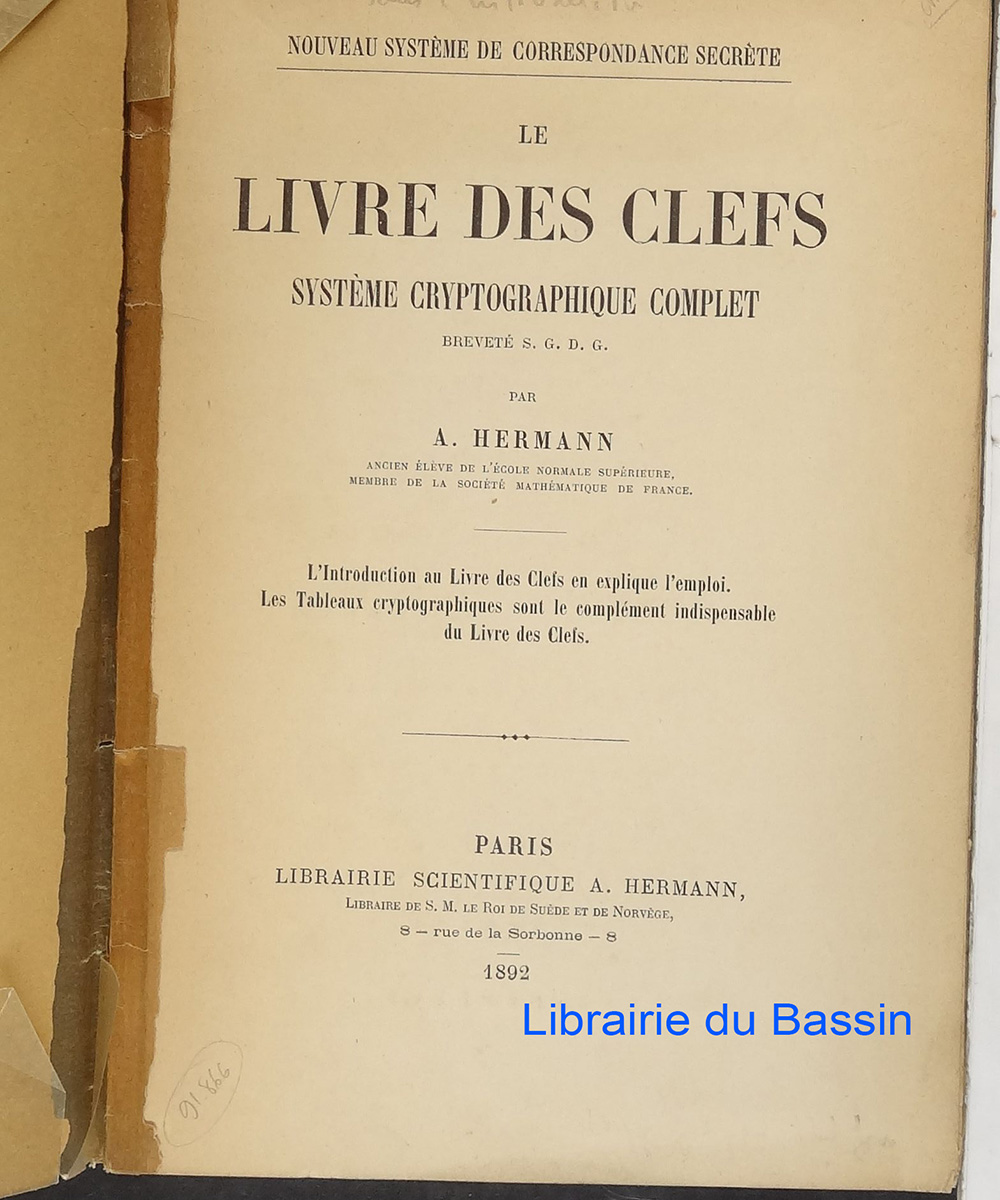 NOUVEAU SYSTÈME DE CORRESPONDANCE SECRÈTE
LE
LIVRE DES CLEFS
SYSTÈME CRYPTOGRAPHIQUE COMPLET
BREVETÉ S. G. D. G.
PAR
A. HERMANN
ANCIEN ÉLÈVE DE L'ÉCOLE NORMALE SUPÉRIEURE,
MEMBRE DE LA SOCIÉTÉ MATHÉMATIQUE DE FRANCE.
L'Introduction au Livre des Clefs en explique l'emploi.
Les Tableaux cryptographiques sont le complément indispensable
du Livre des Clefs.
PARIS
LIBRAIRIE SCIENTIFIQUE A. HERMANN,
LIBRAIRE DE S. M. LE ROI DE SUÈDE ET DE NORVÈGE,
8 — rue de la Sorbonne — 8
1892
Librairie du Bassin